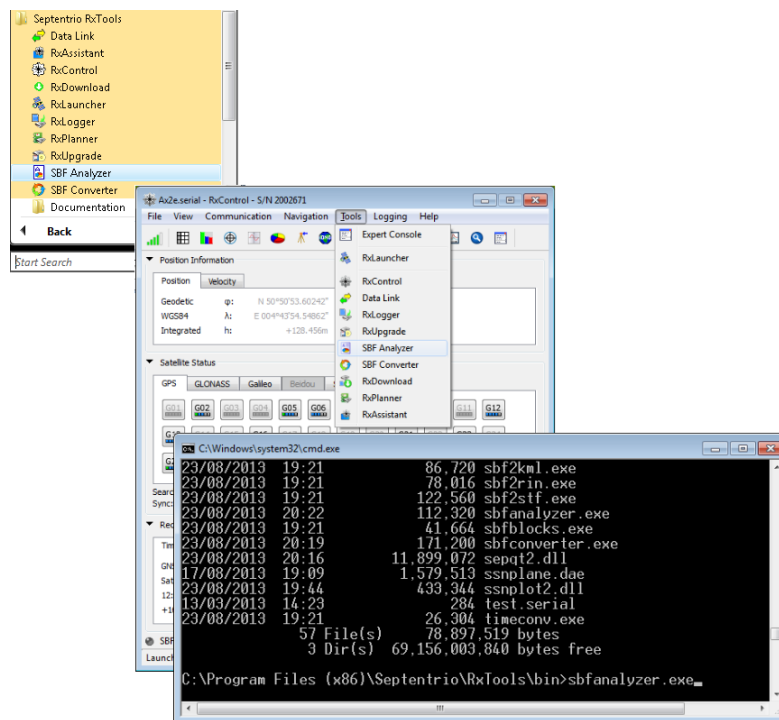 Septentrio RxTools
Data Link
RxAssistant
RxControl
RxDownload
RxLauncher
RxLogger
RxPlanner
RxUpgrade
SBF Analyzer
SBF Converter
Documentation
Back
Start Search
Ax2e.serial - RxControl - S/N 2002671
File View Communication Navigation Tools Logging Help
Expert Console
RxLauncher
RxControl
Data Link
RxLogger
RxUpgrade
SBF Analyzer
SBF Converter
RxDownload
RxPlanner
RxAssistant
Position Information
Position Velocity
Geodetic φ: N 50°50'53.60242"
WGS84 λ: E 004°43'54.54862"
Integrated h: +128.456m
Satellite Status
GPS GLONASS Galileo Beidou
G01 G02 G03 G04 G05 G06 G11 G12
Sync:
C:\Windows\system32\cmd.exe
23/08/2013 19:21 86,720 sbf2kml.exe
23/08/2013 19:21 78,016 sbf2rin.exe
23/08/2013 19:21 122,560 sbf2stf.exe
23/08/2013 20:22 112,320 sbfanalyzer.exe
23/08/2013 19:21 41,664 sbfblocks.exe
23/08/2013 20:19 171,200 sbfconverter.exe
23/08/2013 20:16 11,899,072 sepqt2.dll
17/08/2013 19:09 1,579,513 ssnplane.dae
23/08/2013 19:44 433,344 ssnplot2.dll
13/03/2013 14:23 284 test.serial
23/08/2013 19:21 26,304 timeconv.exe
57 File(s) 78,897,519 bytes
3 Dir(s) 69,156,003,840 bytes free
C:\Program Files (x86)\Septentrio\RxTools\bin>sbfanalyzer.exe_